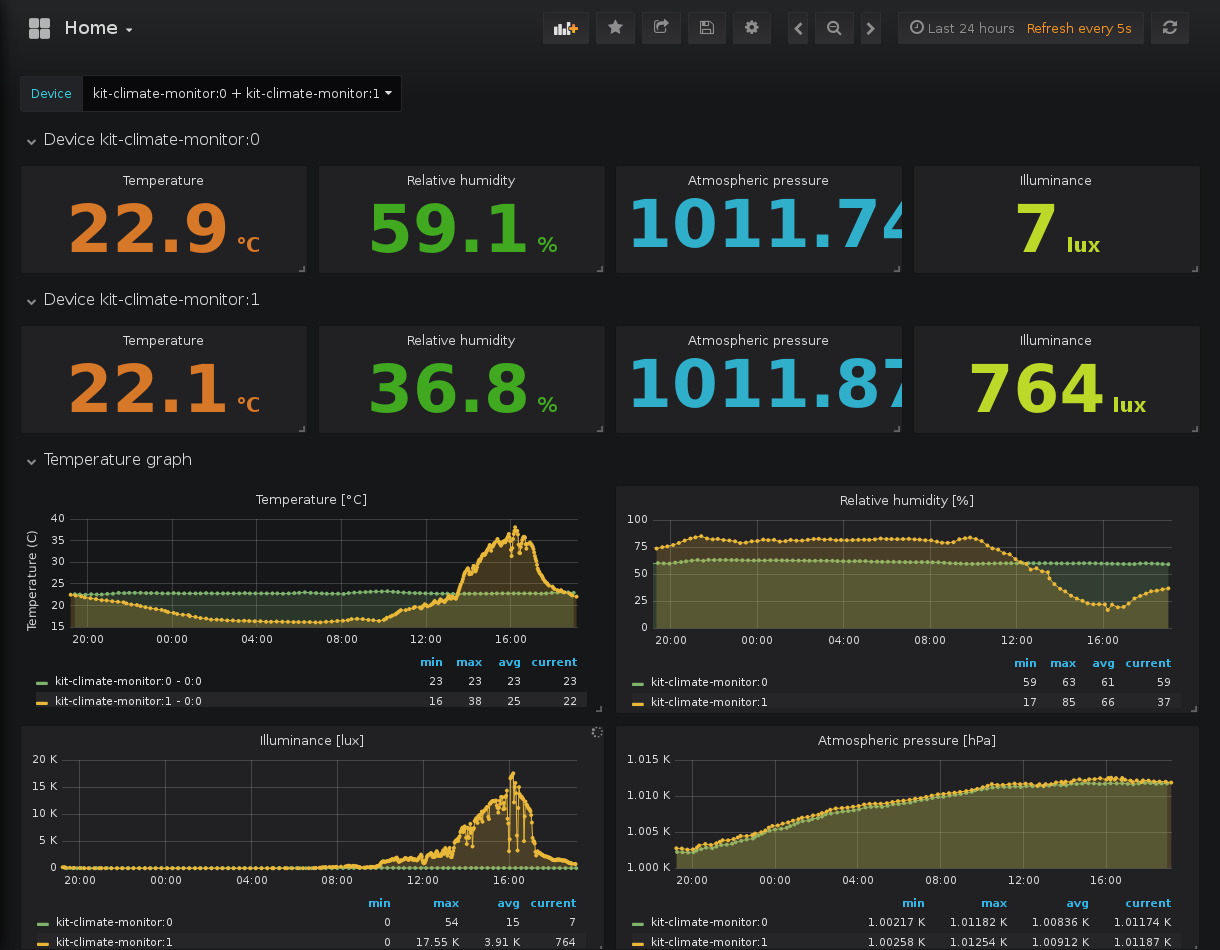 Home
Last 24 hours Refresh every 5s
Device kit-climate-monitor:0 + kit-climate-monitor:1
Device kit-climate-monitor:0
Temperature
22.9 °C
Relative humidity
59.1 %
Atmospheric pressure
1011.74
Illuminance
7 lux
Device kit-climate-monitor:1
Temperature
22.1 °C
Relative humidity
36.8 %
Atmospheric pressure
1011.87
Illuminance
764 lux
Temperature graph
Temperature [°C]
Temperature (C)
40
35
30
25
20
15
20:00 00:00 04:00 08:00 12:00 16:00
min max avg current
kit-climate-monitor:0 - 0:0 23 23 23 23
kit-climate-monitor:1 - 0:0 16 38 25 22
Relative humidity [%]
100
75
50
25
0
20:00 00:00 04:00 08:00 12:00 16:00
min max avg current
kit-climate-monitor:0 59 63 61 59
kit-climate-monitor:1 17 85 66 37
Illuminance [lux]
20 K
15 K
10 K
5 K
0
20:00 00:00 04:00 08:00 12:00 16:00
min max avg current
kit-climate-monitor:0 0 54 15 7
kit-climate-monitor:1 0 17.55 K 3.91 K 764
Atmospheric pressure [hPa]
1.015 K
1.010 K
1.005 K
1.000 K
20:00 00:00 04:00 08:00 12:00 16:00
min max avg current
kit-climate-monitor:0 1.00217 K 1.01182 K 1.00836 K 1.01174 K
kit-climate-monitor:1 1.00258 K 1.01254 K 1.00912 K 1.01187 K